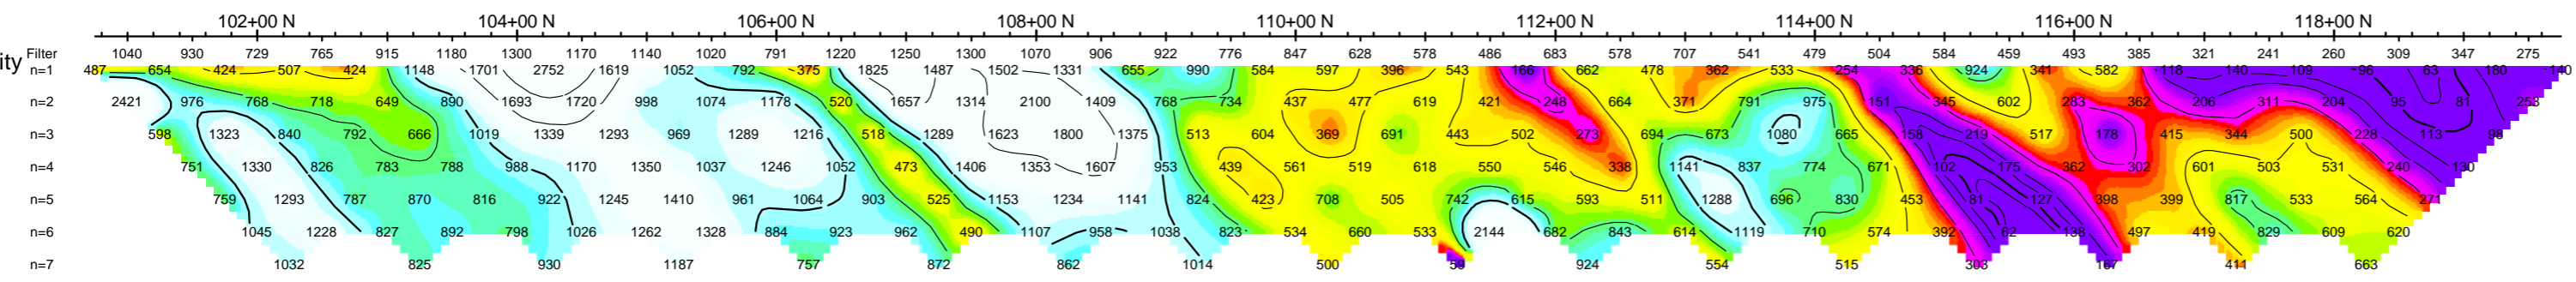 102+00 N 104+00 N 106+00 N 108+00 N 110+00 N 112+00 N 114+00 N 116+00 N 118+00 N
ity Filter 1040 930 729 765 915 1180 1300 1170 1140 1020 791 1220 1250 1300 1070 906 922 776 847 628 578 486 683 578 707 541 479 504 584 459 493 385 321 241 260 309 347 275
n=1 487 654 424 507 424 1148 1701 2752 1619 1052 792 375 1825 1487 1502 1331 655 990 584 597 396 543 166 662 478 362 533 254 336 924 341 582 118 140 109 96 63 180 140
n=2 2421 976 768 718 649 890 1693 1720 998 1074 1178 520 1657 1314 2100 1409 768 734 437 477 619 421 248 664 371 791 975 151 345 602 283 362 206 311 204 95 81 253
n=3 598 1323 840 792 666 1019 1339 1293 969 1289 1216 518 1289 1623 1800 1375 513 604 369 691 443 502 273 694 673 1080 665 158 219 517 178 415 344 500 228 113 98
n=4 751 1330 826 783 788 988 1170 1350 1037 1246 1052 473 1406 1353 1607 953 439 561 519 618 550 546 338 1141 837 774 671 102 175 362 302 601 503 531 240 130
n=5 759 1293 787 870 816 922 1245 1410 961 1064 903 525 1153 1234 1141 824 423 708 505 742 615 593 511 1288 696 830 453 81 127 398 399 817 533 564 271
n=6 1045 1228 827 892 798 1026 1262 1328 884 923 962 490 1107 958 1038 823 534 660 533 2144 682 843 614 1119 710 574 392 62 138 497 419 829 609 620
n=7 1032 825 930 1187 757 872 862 1014 500 59 924 554 515 303 167 411 663